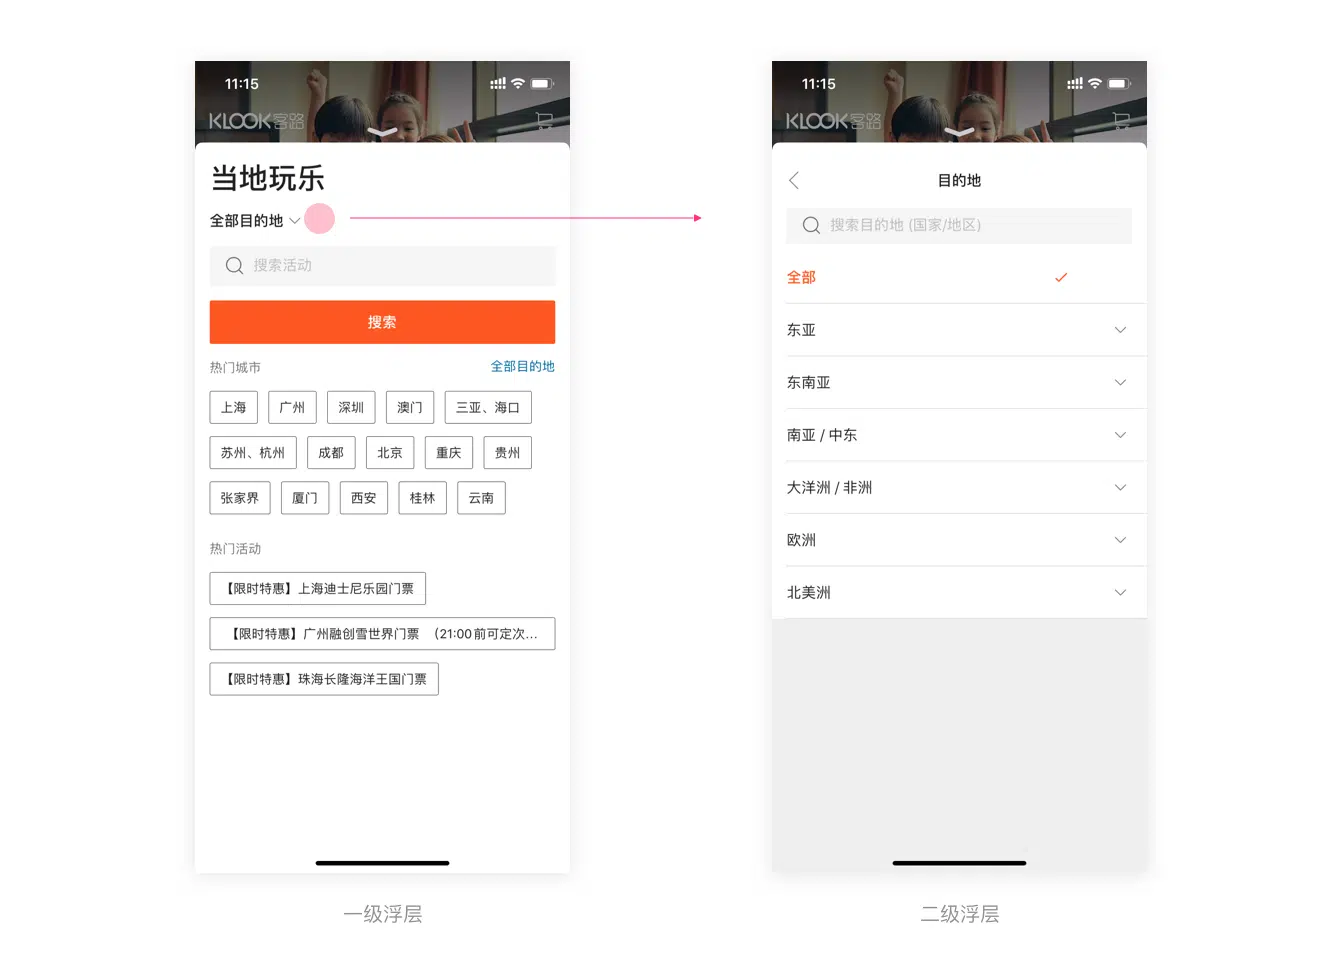 11:15
KLOOK客路
当地玩乐
全部目的地
搜索活动
搜索
热门城市 全部目的地
上海 广州 深圳 澳门 三亚、海口
苏州、杭州 成都 北京 重庆 贵州
张家界 厦门 西安 桂林 云南
热门活动
【限时特惠】上海迪士尼乐园门票
【限时特惠】广州融创雪世界门票 （21:00前可定次...
【限时特惠】珠海长隆海洋王国门票
一级浮层
11:15
KLOOK客路
目的地
搜索目的地 (国家/地区)
全部
东亚
东南亚
南亚 / 中东
大洋洲 / 非洲
欧洲
北美洲
二级浮层